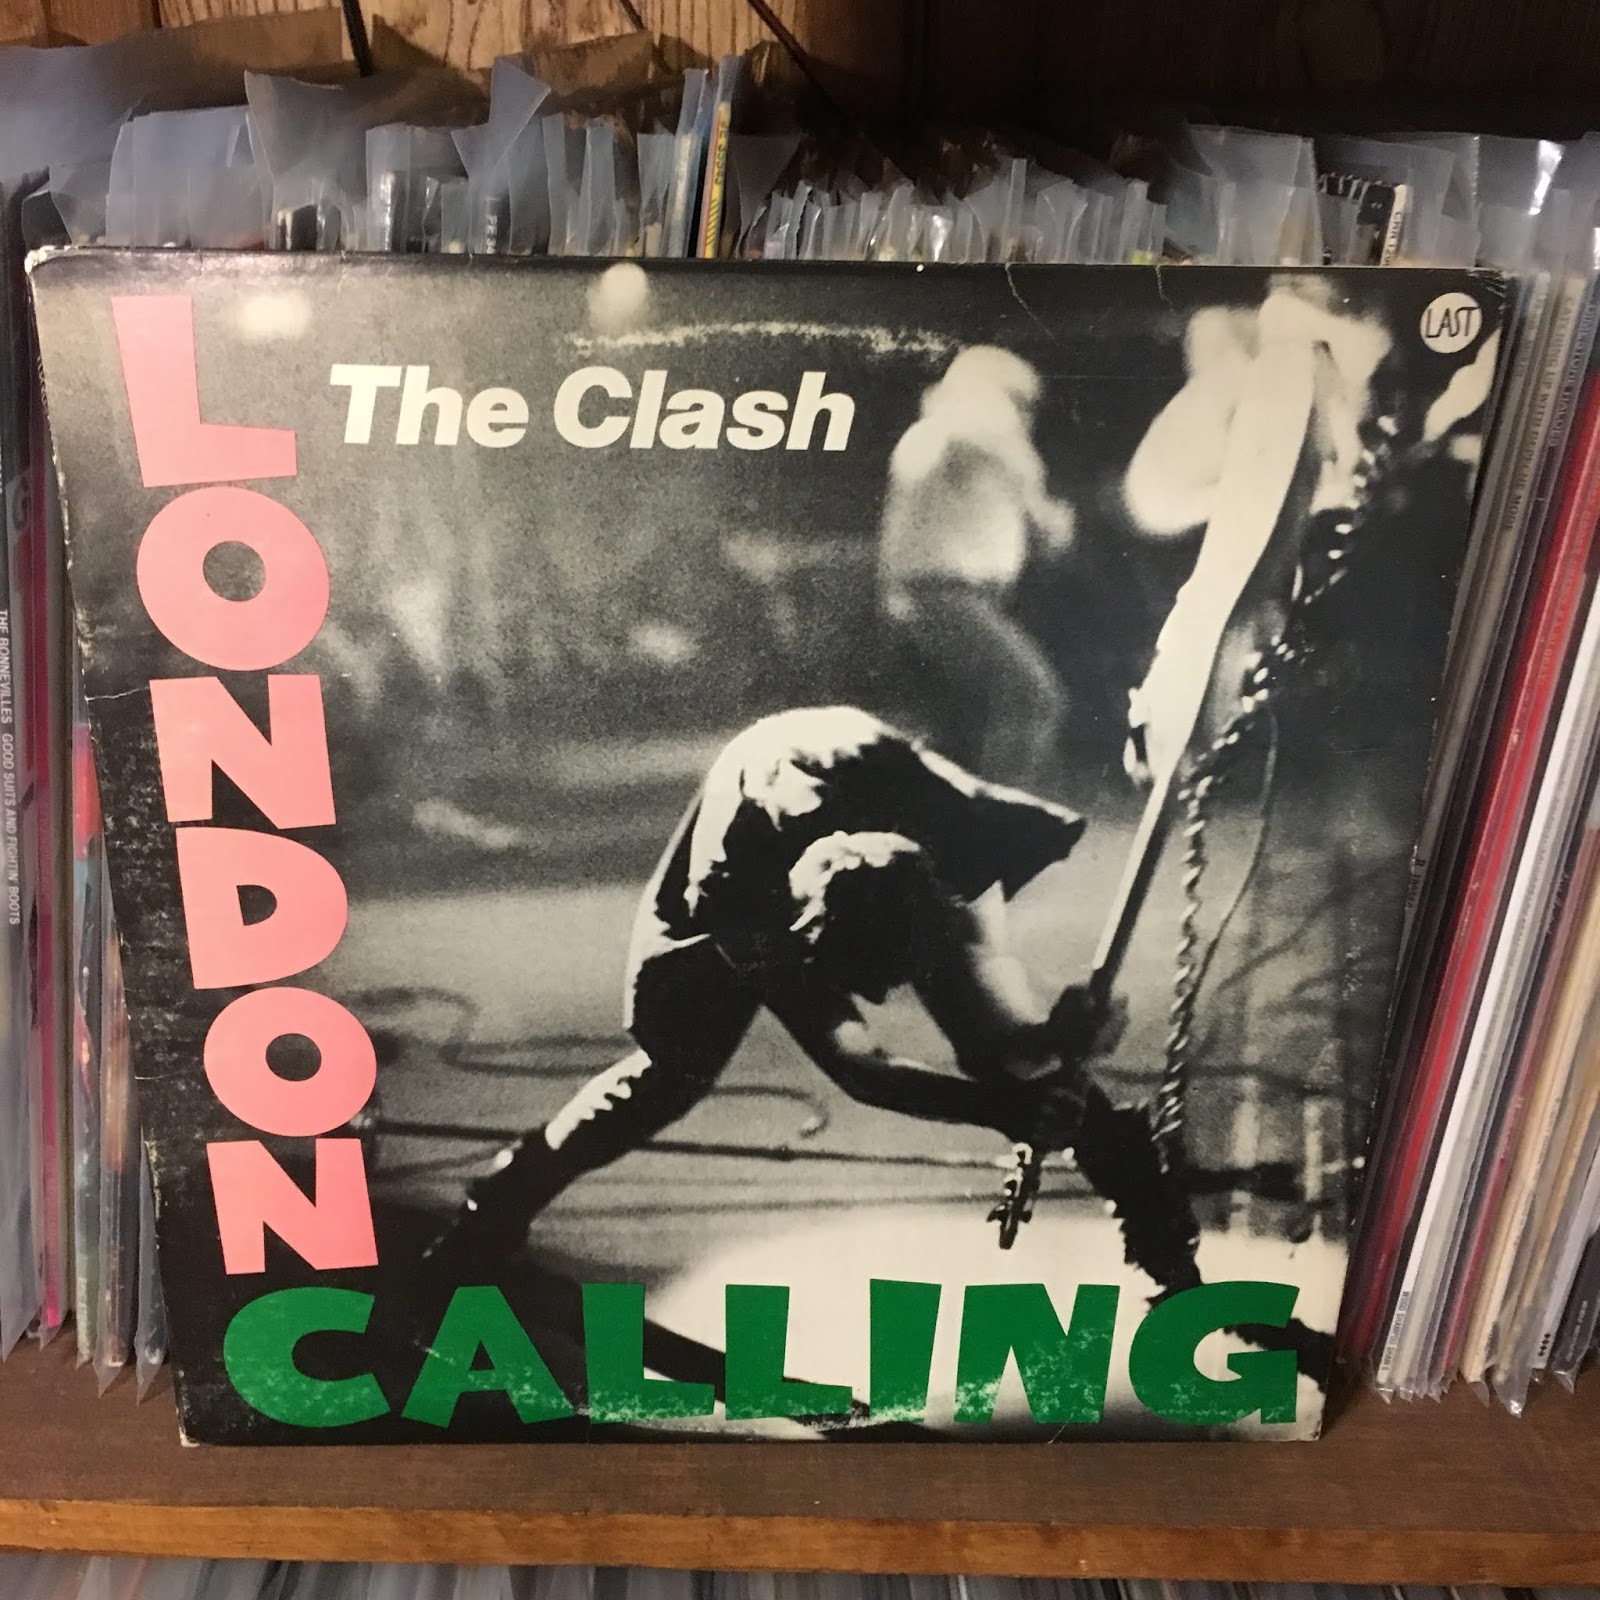 The Clash
LONDON
CALLING
LAST
THE BONNEVILLES GOOD SUITS AND FIGHTIN' BOOTS